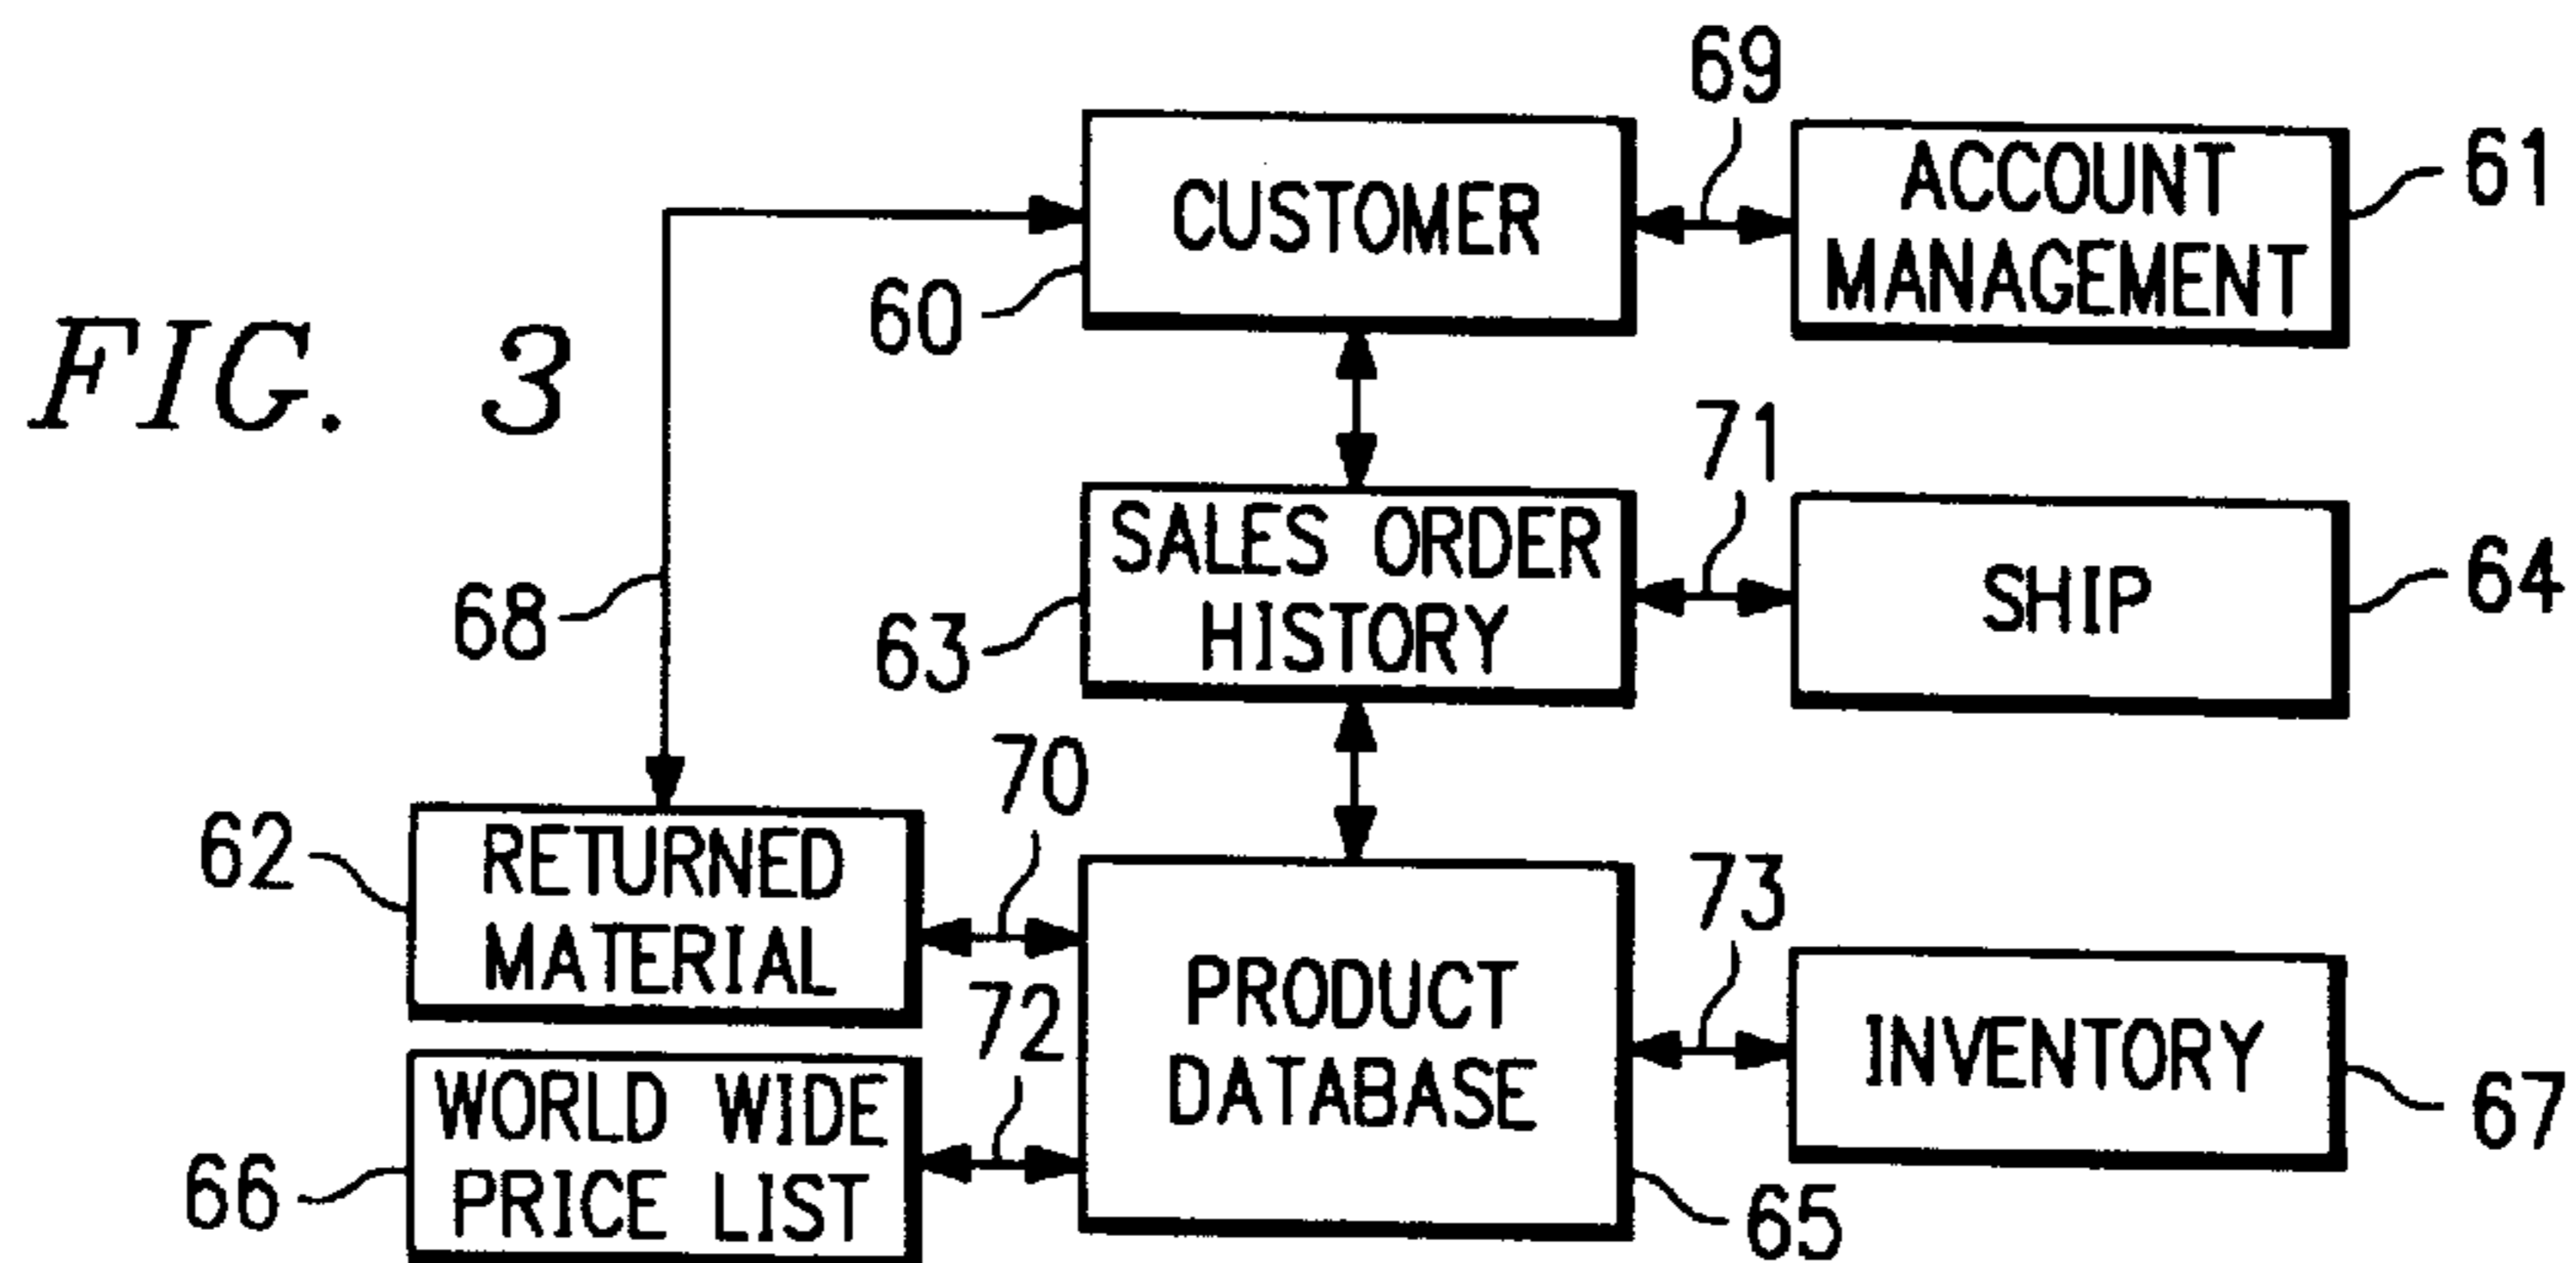 69
CUSTOMER
ACCOUNT
MANAGEMENT
61
60
FIG. 3
71
SALES ORDER
HISTORY
SHIP
64
63
68
70
62
RETURNED
MATERIAL
73
PRODUCT
DATABASE
72
INVENTORY
67
WORLD WIDE
PRICE LIST
66
65